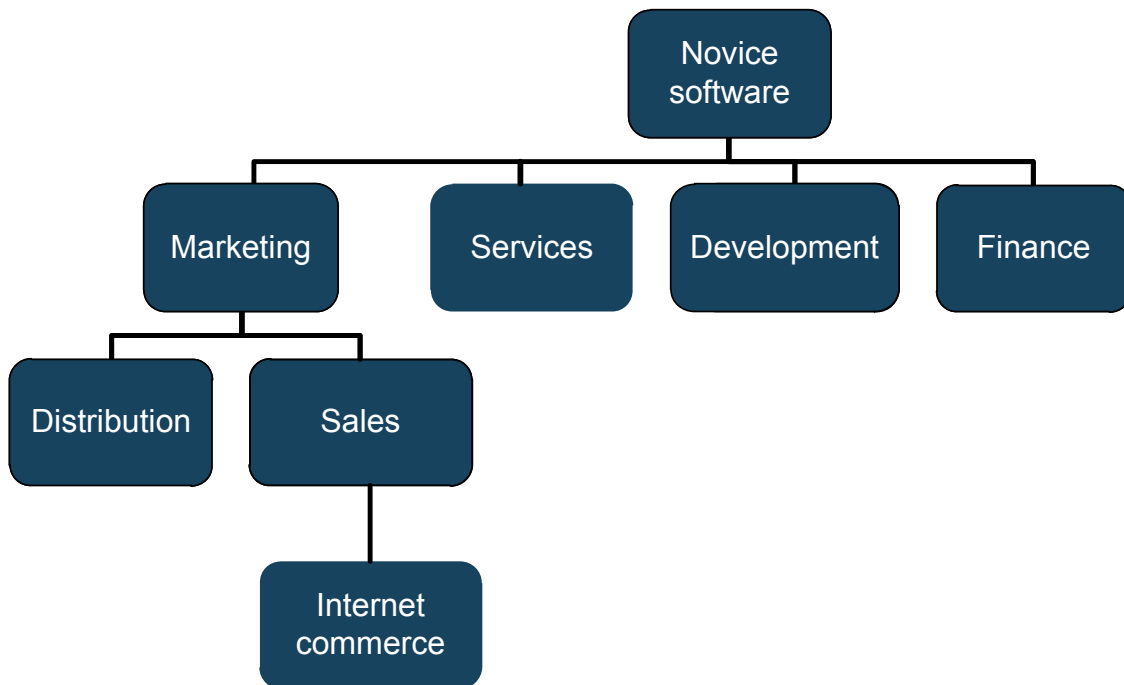 Novice
software
Marketing
Services
Development
Finance
Distribution
Sales
Internet
commerce